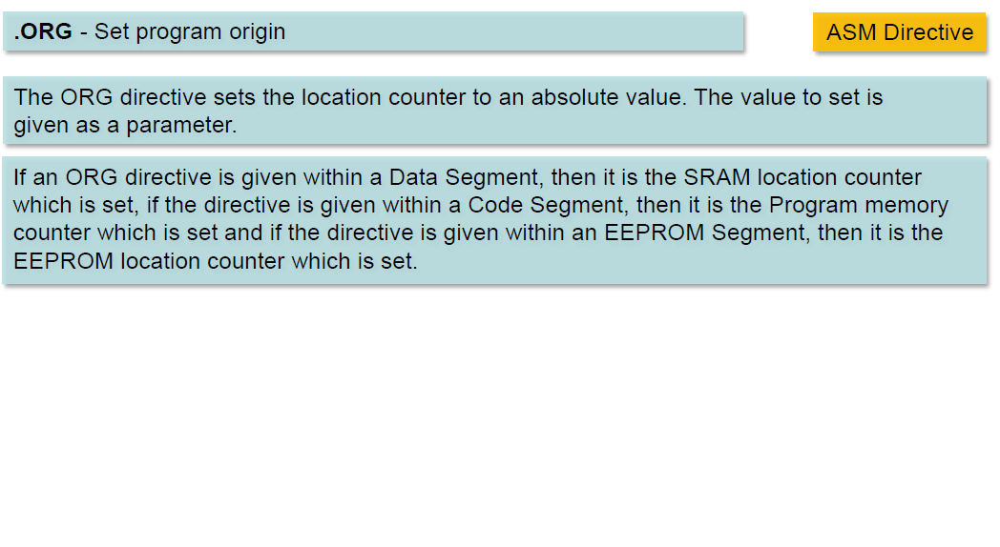 .ORG - Set program origin
ASM Directive
The ORG directive sets the location counter to an absolute value. The value to set is
given as a parameter.
If an ORG directive is given within a Data Segment, then it is the SRAM location counter
which is set, if the directive is given within a Code Segment, then it is the Program memory
counter which is set and if the directive is given within an EEPROM Segment, then it is the
EEPROM location counter which is set.